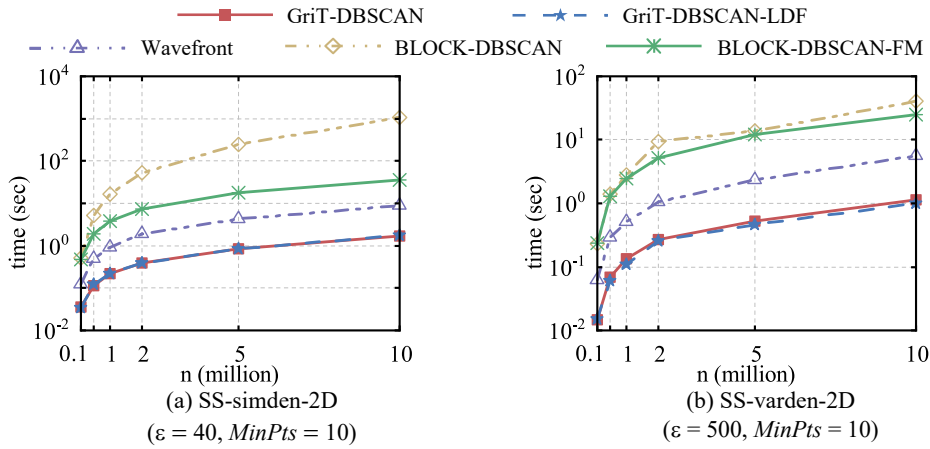 GriT-DBSCAN GriT-DBSCAN-LDF
Wavefront BLOCK-DBSCAN BLOCK-DBSCAN-FM
10^4
10^2
10^0
10^-2
time (sec)
0.1 1 2 5 10
n (million)
(a) SS-simden-2D
(ε = 40, MinPts = 10)
10^2
10^1
10^0
10^-1
10^-2
time (sec)
0.1 1 2 5 10
n (million)
(b) SS-varden-2D
(ε = 500, MinPts = 10)